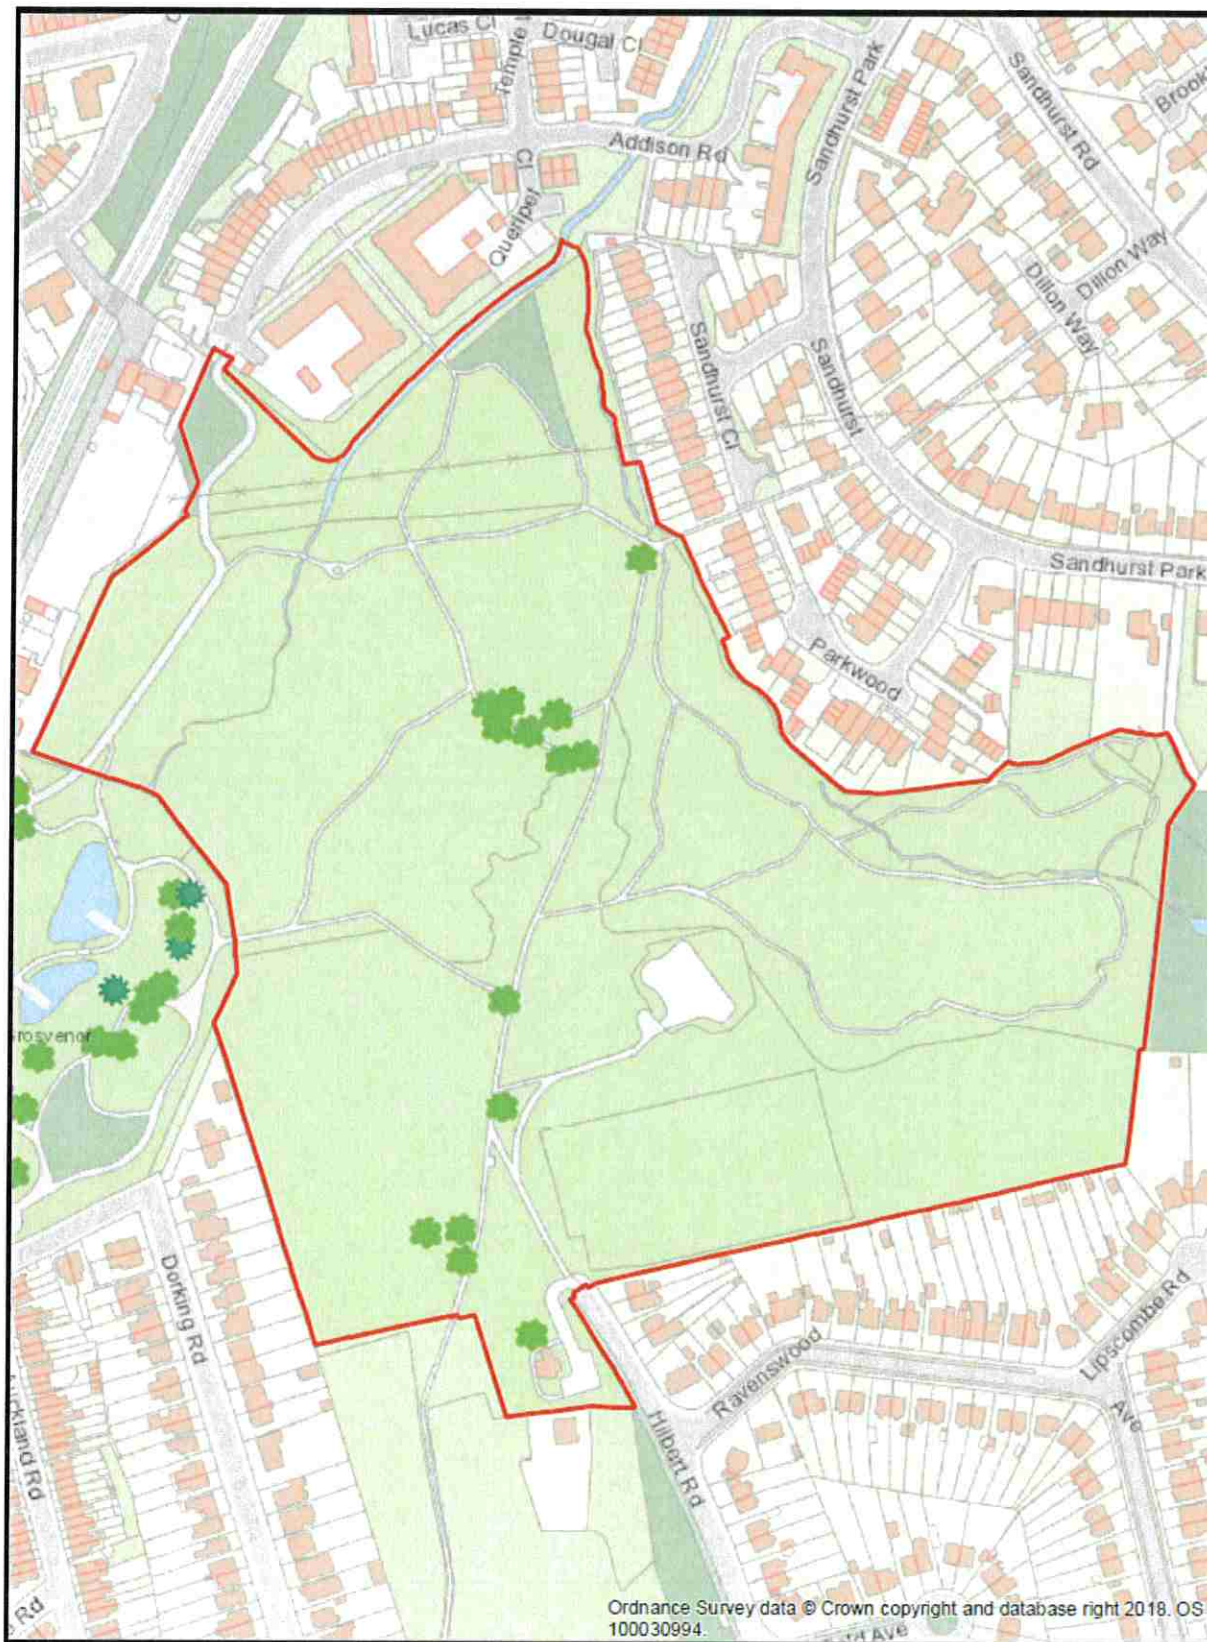 Lucas Cl
Dougal Cl
Temple
Sandhurst Park
Sandhurst Rd
Addison Rd
Cl
Queripel
Dillon Way
Dillon Way
Sandhurst Cl
Sandhurst
Sandhurst Park
Parkwood
Grosvenor
Dorking Rd
Lipscombe Rd
Ravenswood
Ave
Hilbert Rd
Rd
Ordnance Survey data © Crown copyright and database right 2018. OS
100030994.
Ave